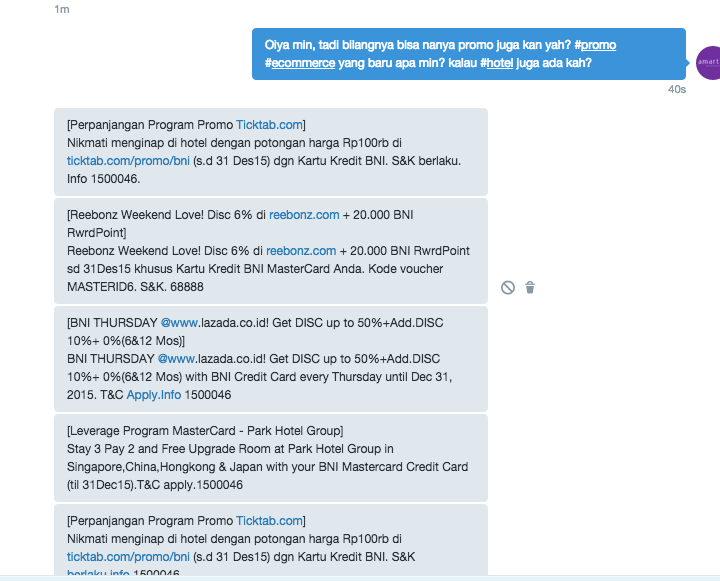 1m
Oiya min, tadi bilangnya bisa nanya promo juga kan yah? #promo
#ecommerce yang baru apa min? kalau #hotel juga ada kah?
amart
40s
[Perpanjangan Program Promo Ticktab.com]
Nikmati menginap di hotel dengan potongan harga Rp100rb di
ticktab.com/promo/bni (s.d 31 Des15) dgn Kartu Kredit BNI. S&K berlaku.
Info 1500046.
[Reebonz Weekend Love! Disc 6% di reebonz.com + 20.000 BNI
RwrdPoint]
Reebonz Weekend Love! Disc 6% di reebonz.com + 20.000 BNI RwrdPoint
sd 31Des15 khusus Kartu Kredit BNI MasterCard Anda. Kode voucher
MASTERID6. S&K. 68888
[BNI THURSDAY @www.lazada.co.id! Get DISC up to 50%+Add.DISC
10%+ 0%(6&12 Mos)]
BNI THURSDAY @www.lazada.co.id! Get DISC up to 50%+Add.DISC
10%+ 0%(6&12 Mos) with BNI Credit Card every Thursday until Dec 31,
2015. T&C Apply.Info 1500046
[Leverage Program MasterCard - Park Hotel Group]
Stay 3 Pay 2 and Free Upgrade Room at Park Hotel Group in
Singapore,China,Hongkong & Japan with your BNI Mastercard Credit Card
(til 31Dec15).T&C apply.1500046
[Perpanjangan Program Promo Ticktab.com]
Nikmati menginap di hotel dengan potongan harga Rp100rb di
ticktab.com/promo/bni (s.d 31 Des15) dgn Kartu Kredit BNI. S&K
berlaku.info 1500046